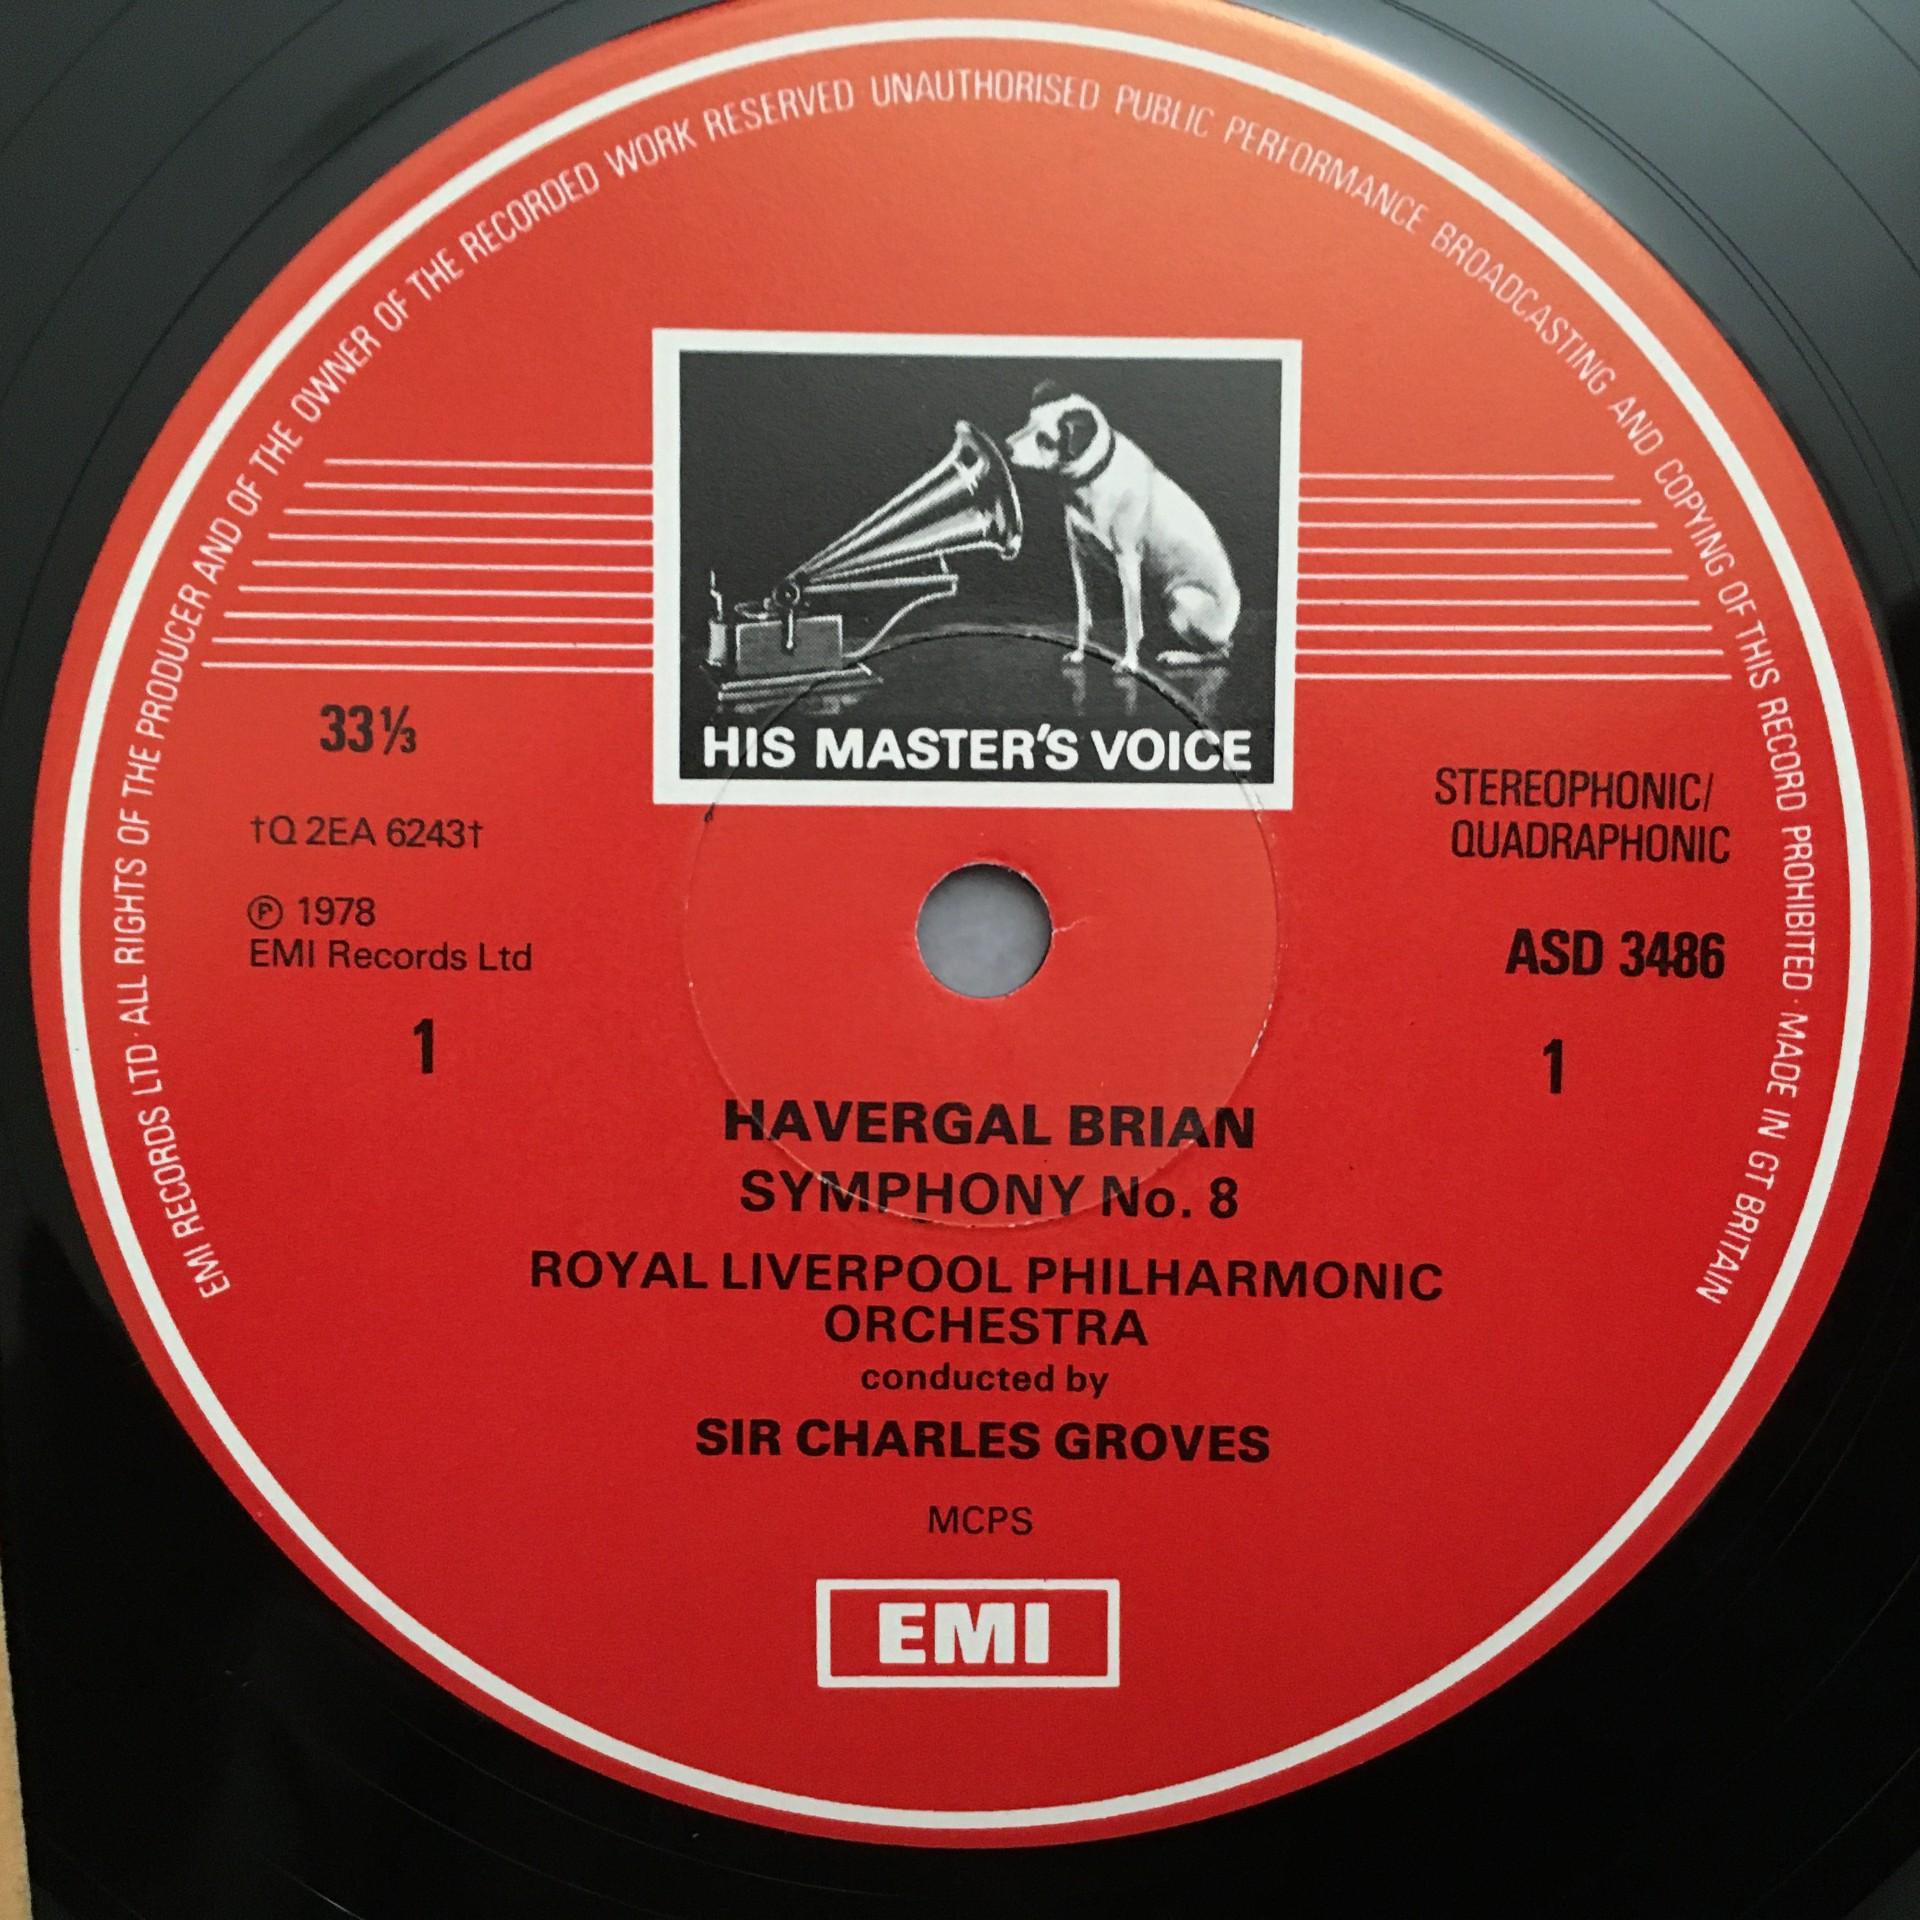 EMI RECORDS LTD · ALL RIGHTS OF THE PRODUCER AND OF THE OWNER OF THE RECORDED WORK RESERVED UNAUTHORISED PUBLIC PERFORMANCE BROADCASTING AND COPYING OF THIS RECORD PROHIBITED · MADE IN GT BRITAIN
HIS MASTER'S VOICE
33⅓
†Q 2EA 6243†
℗ 1978
EMI Records Ltd
1
STEREOPHONIC/
QUADRAPHONIC
ASD 3486
1
HAVERGAL BRIAN
SYMPHONY No. 8
ROYAL LIVERPOOL PHILHARMONIC
ORCHESTRA
conducted by
SIR CHARLES GROVES
MCPS
EMI